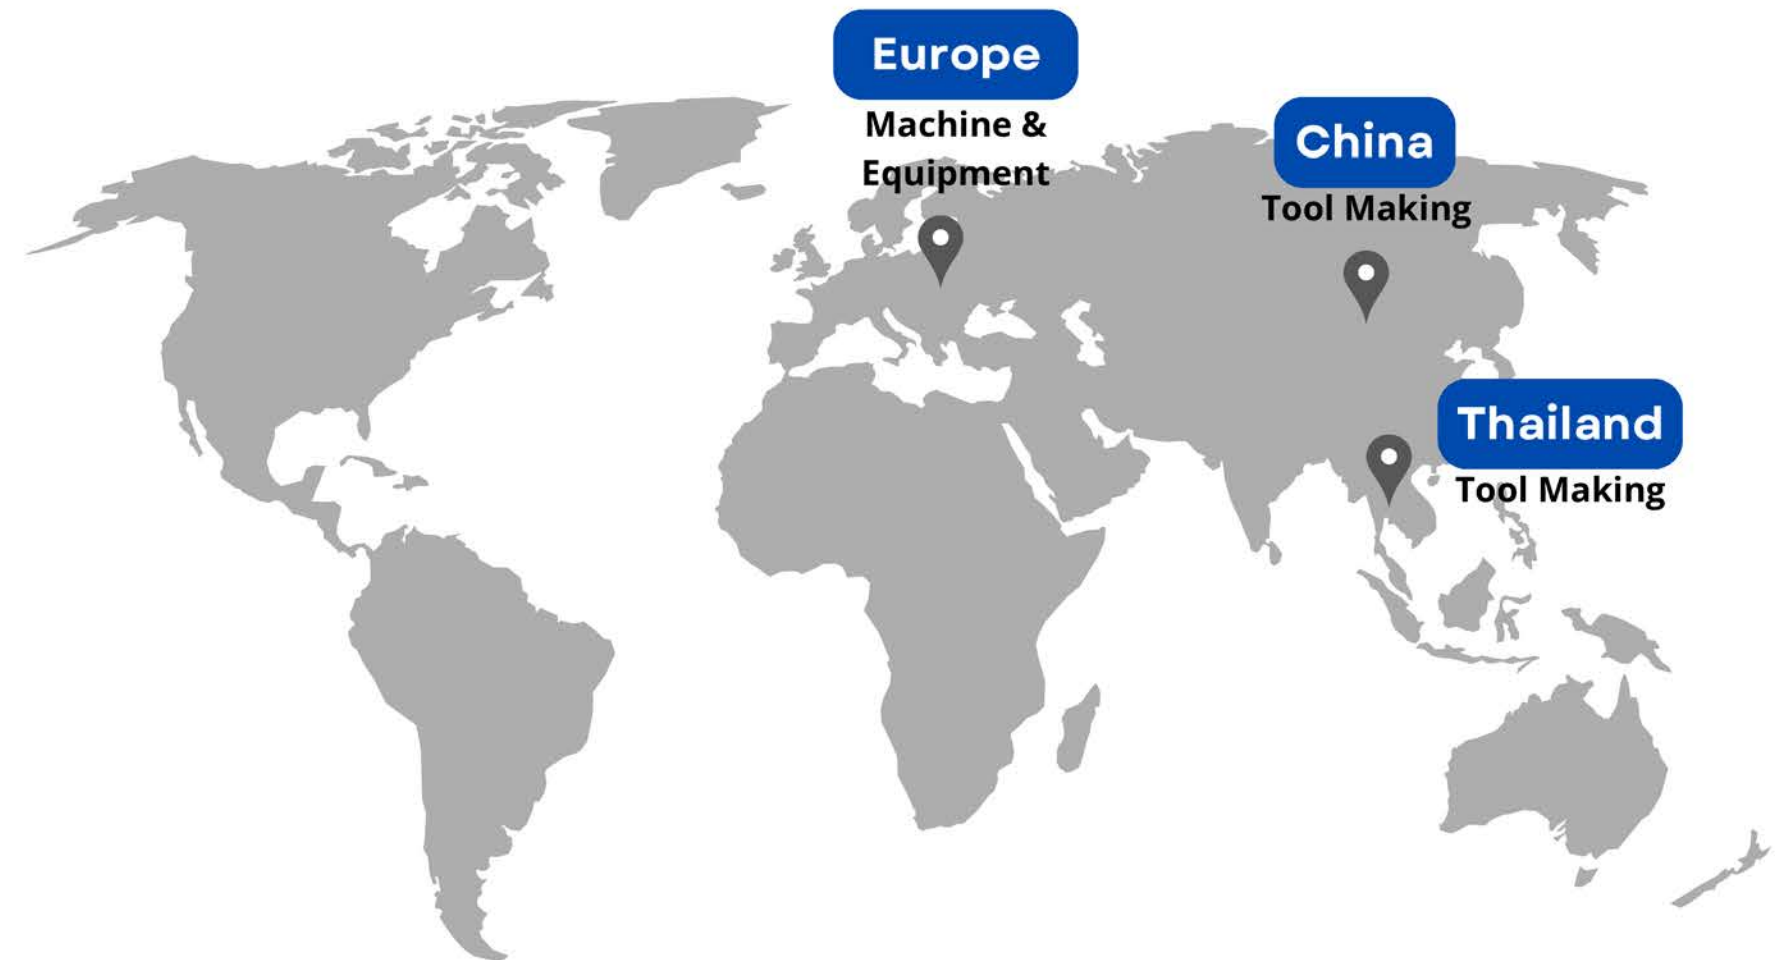 Europe
Machine &
Equipment
China
Tool Making
Thailand
Tool Making